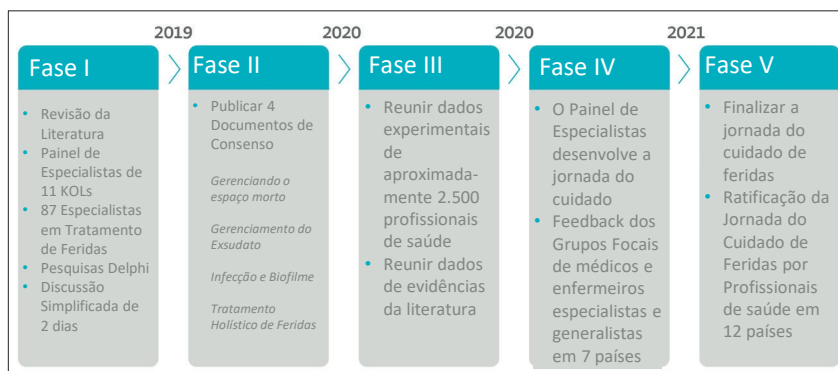 2019
2020
2020
2021
Fase I
• Revisão da
Literatura
• Painel de
Especialistas de
11 KOLs
• 87 Especialistas
em Tratamento
de Feridas
• Pesquisas Delphi
• Discussão
Simplificada de
2 dias
Fase II
• Publicar 4
Documentos de
Consenso
Gerenciando o
espaço morto
Gerenciamento do
Exsudato
Infecção e Biofilme
Tratamento
Holístico de Feridas
Fase III
• Reunir dados
experimentais
de
aproximada-
mente 2.500
profissionais
de saúde
• Reunir dados
de evidências
da literatura
Fase IV
• O Painel de
Especialistas
desenvolve a
jornada do
cuidado
• Feedback dos
Grupos Focais
de médicos e
enfermeiros
especialistas e
generalistas
em 7 países
Fase V
• Finalizar a
jornada do
cuidado de
feridas
• Ratificação da
Jornada do
Cuidado de
Feridas por
Profissionais
de saúde em
12 países